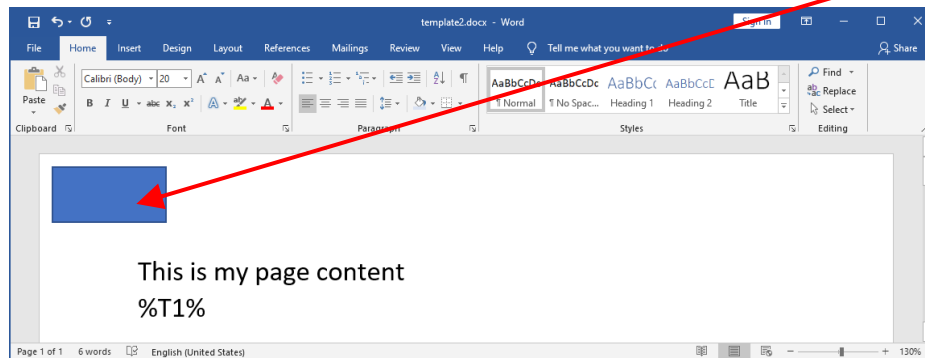 template2.docx - Word
Sign in
File Home Insert Design Layout References Mailings Review View Help Tell me what you want to do Share
Paste
Calibri (Body) 20 A A Aa
B I U abc x₂ x² A A
AaBbCcDc AaBbCcDc AaBbCc AaBbCcE AaB
¶ Normal ¶ No Spac... Heading 1 Heading 2 Title
Find
Replace
Select
Clipboard Font Paragraph Styles Editing
This is my page content
%T1%
Page 1 of 1 6 words English (United States) 130%